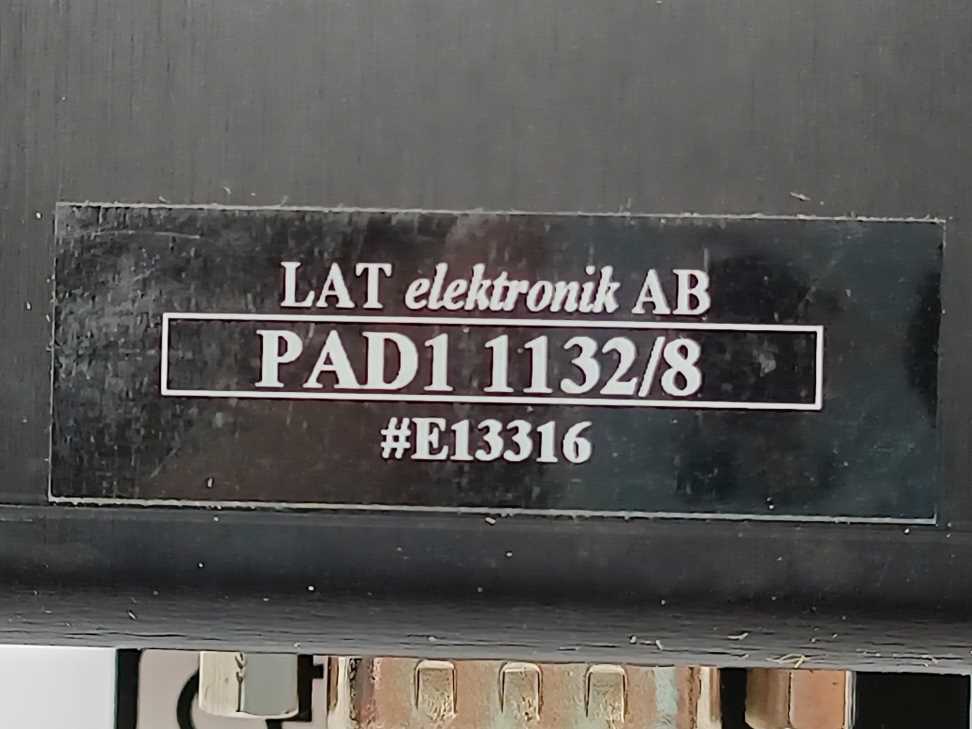 LAT elektronik AB
PAD1 1132/8
#E13316